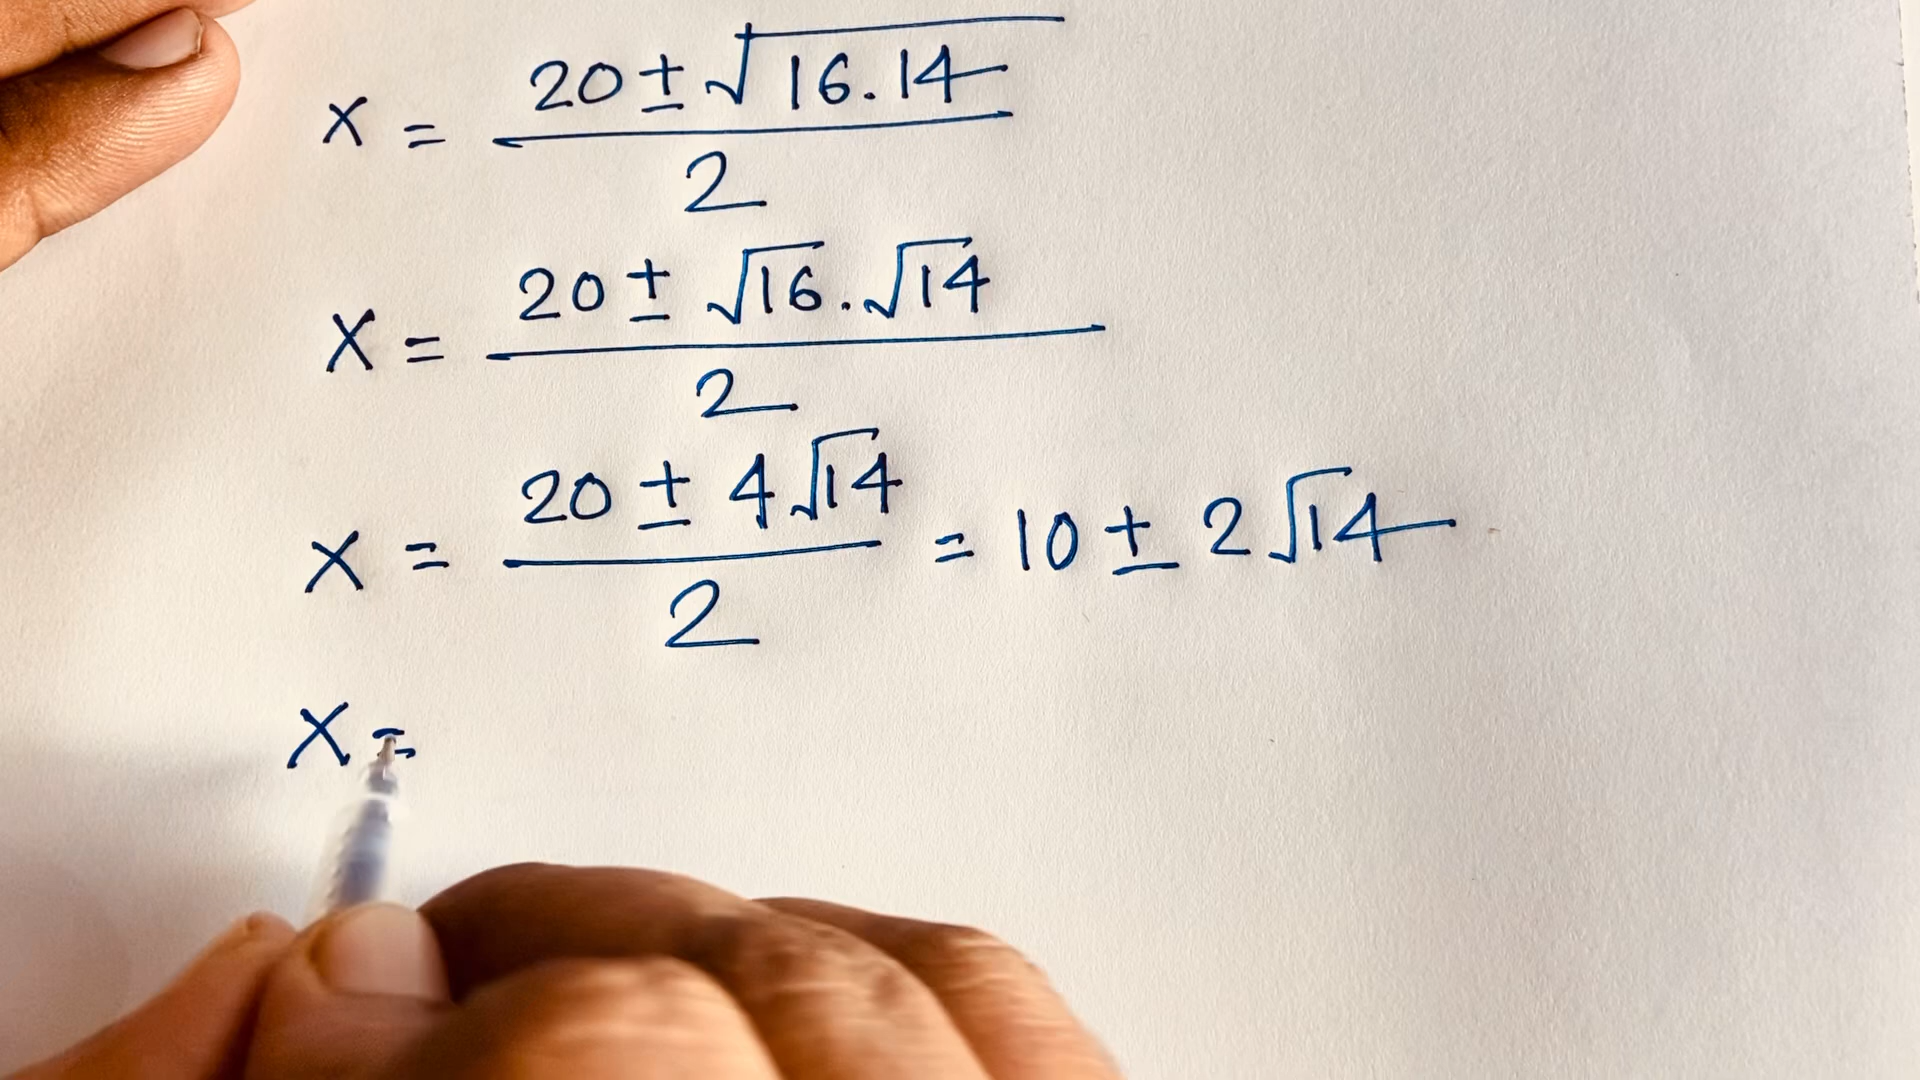 x = (20 ± √(16.14)) / 2
x = (20 ± √16.√14) / 2
x = (20 ± 4√14) / 2 = 10 ± 2√14
x =